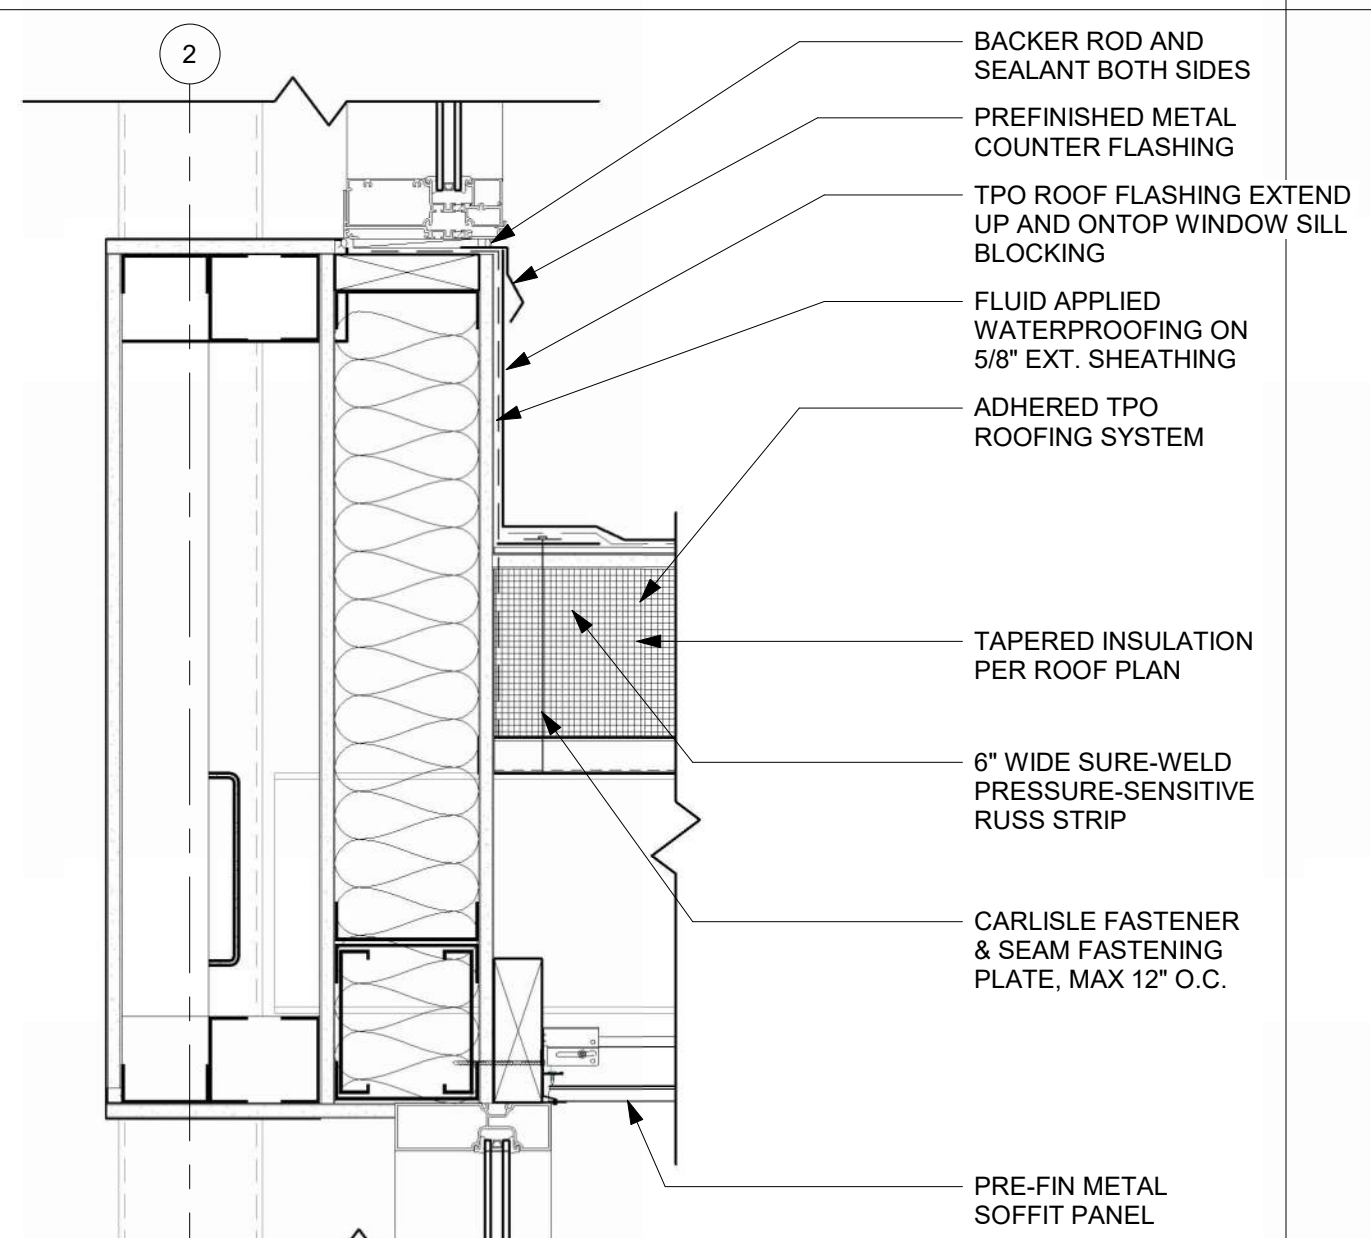 2
BACKER ROD AND
SEALANT BOTH SIDES
PREFINISHED METAL
COUNTER FLASHING
TPO ROOF FLASHING EXTEND
UP AND ONTOP WINDOW SILL
BLOCKING
FLUID APPLIED
WATERPROOFING ON
5/8" EXT. SHEATHING
ADHERED TPO
ROOFING SYSTEM
TAPERED INSULATION
PER ROOF PLAN
6" WIDE SURE-WELD
PRESSURE-SENSITIVE
RUSS STRIP
CARLISLE FASTENER
& SEAM FASTENING
PLATE, MAX 12" O.C.
PRE-FIN METAL
SOFFIT PANEL